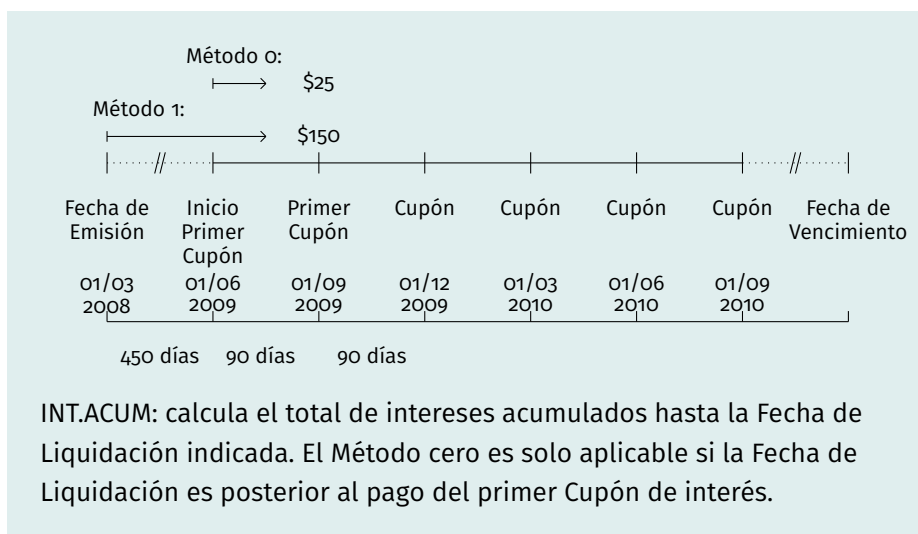 Método 0:
$25
Método 1:
$150
Fecha de Emisión
Inicio Primer Cupón
Primer Cupón
Cupón
Cupón
Cupón
Cupón
Fecha de Vencimiento
01/03 2008
01/06 2009
01/09 2009
01/12 2009
01/03 2010
01/06 2010
01/09 2010
450 días 90 días 90 días
INT.ACUM: calcula el total de intereses acumulados hasta la Fecha de
Liquidación indicada. El Método cero es solo aplicable si la Fecha de
Liquidación es posterior al pago del primer Cupón de interés.